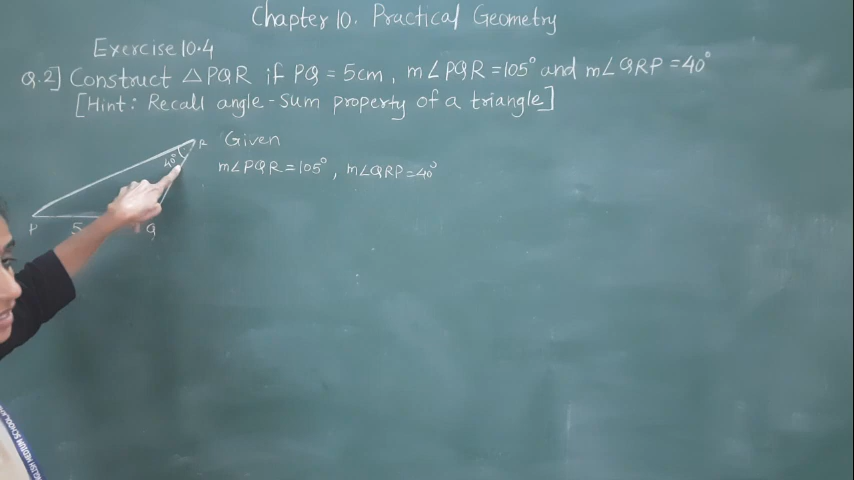 Chapter 10. Practical Geometry
Exercise 10.4
Q.2] Construct △PQR if PQ = 5cm, m∠PQR = 105° and m∠QRP = 40°
[Hint: Recall angle-sum property of a triangle]
R Given
40°
m∠PQR = 105°, m∠QRP = 40°
P 5 Q